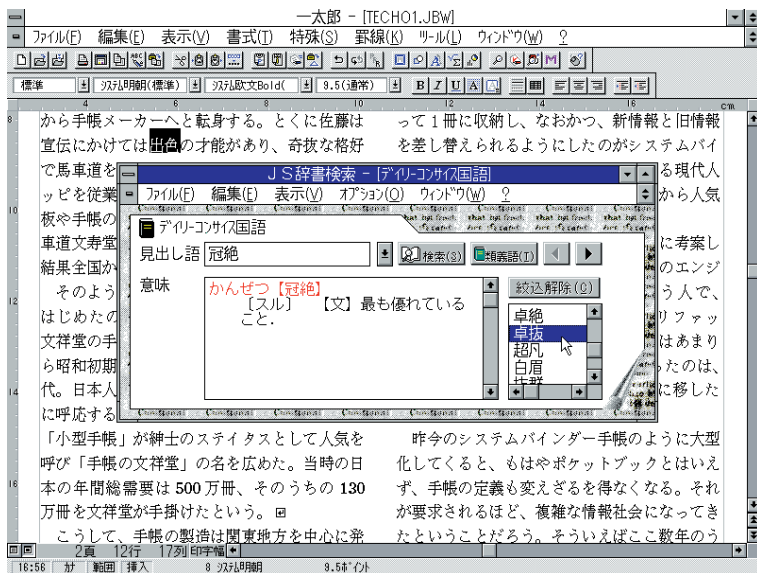 一太郎 - [TECHO1.JBW]
ファイル(F) 編集(E) 表示(V) 書式(T) 特殊(S) 罫線(K) ツール(L) ウィンドウ(W) ?
標準 システム明朝(標準) システム欧文Bold( 9.5(通常) B I U A
4 6 8 10 12 14 16 cm
から手帳メーカーへと転身する。とくに佐藤は
宣伝にかけては出色の才能があり、奇抜な格好
で馬車道を
ッピを従業
板や手帳の
車道文寿堂
結果全国か
そのよう
はじめたの
文祥堂の手
ら昭和初期
代。日本人
に呼応する
「小型手帳」が紳士のステイタスとして人気を
呼び「手帳の文祥堂」の名を広めた。当時の日
本の年間総需要は 500 万冊、そのうちの 130
万冊を文祥堂が手掛けたという。
こうして、手帳の製造は関東地方を中心に発
って1冊に収納し、なおかつ、新情報と旧情報
を差し替えられるようにしたのがシステムバイ
る現代人
から人気
に考案し
のエンジ
う人で、
リファッ
はあまり
ったのは、
に移した
昨今のシステムバインダー手帳のように大型
化してくると、もはやポケットブックとはいえ
ず、手帳の定義も変えざるを得なくなる。それ
が要求されるほど、複雑な情報社会になってき
たということだろう。そういえばここ数年のう
JS辞書検索 - [デイリーコンサイス国語]
ファイル(F) 編集(E) 表示(V) オプション(O) ウィンドウ(W) ?
デイリーコンサイス国語
見出し語 冠絶 検索(S) 類義語(I)
意味
かんぜつ【冠絶】
[スル] 【文】最も優れている
こと.
絞込解除(C)
卓絶
卓抜
超凡
白眉
抜群
2頁 12行 17列 印字幅
16:56 カナ 範囲 挿入 8 システム明朝 9.5ポイント